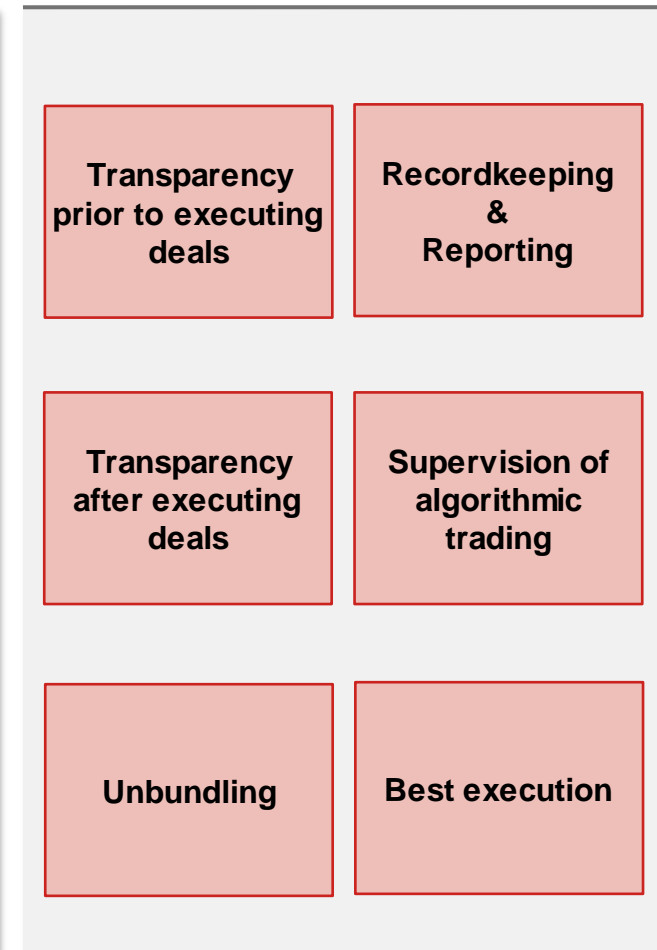 Transparency
prior to executing
deals
Recordkeeping
&
Reporting
Transparency
after executing
deals
Supervision of
algorithmic
trading
Unbundling
Best execution